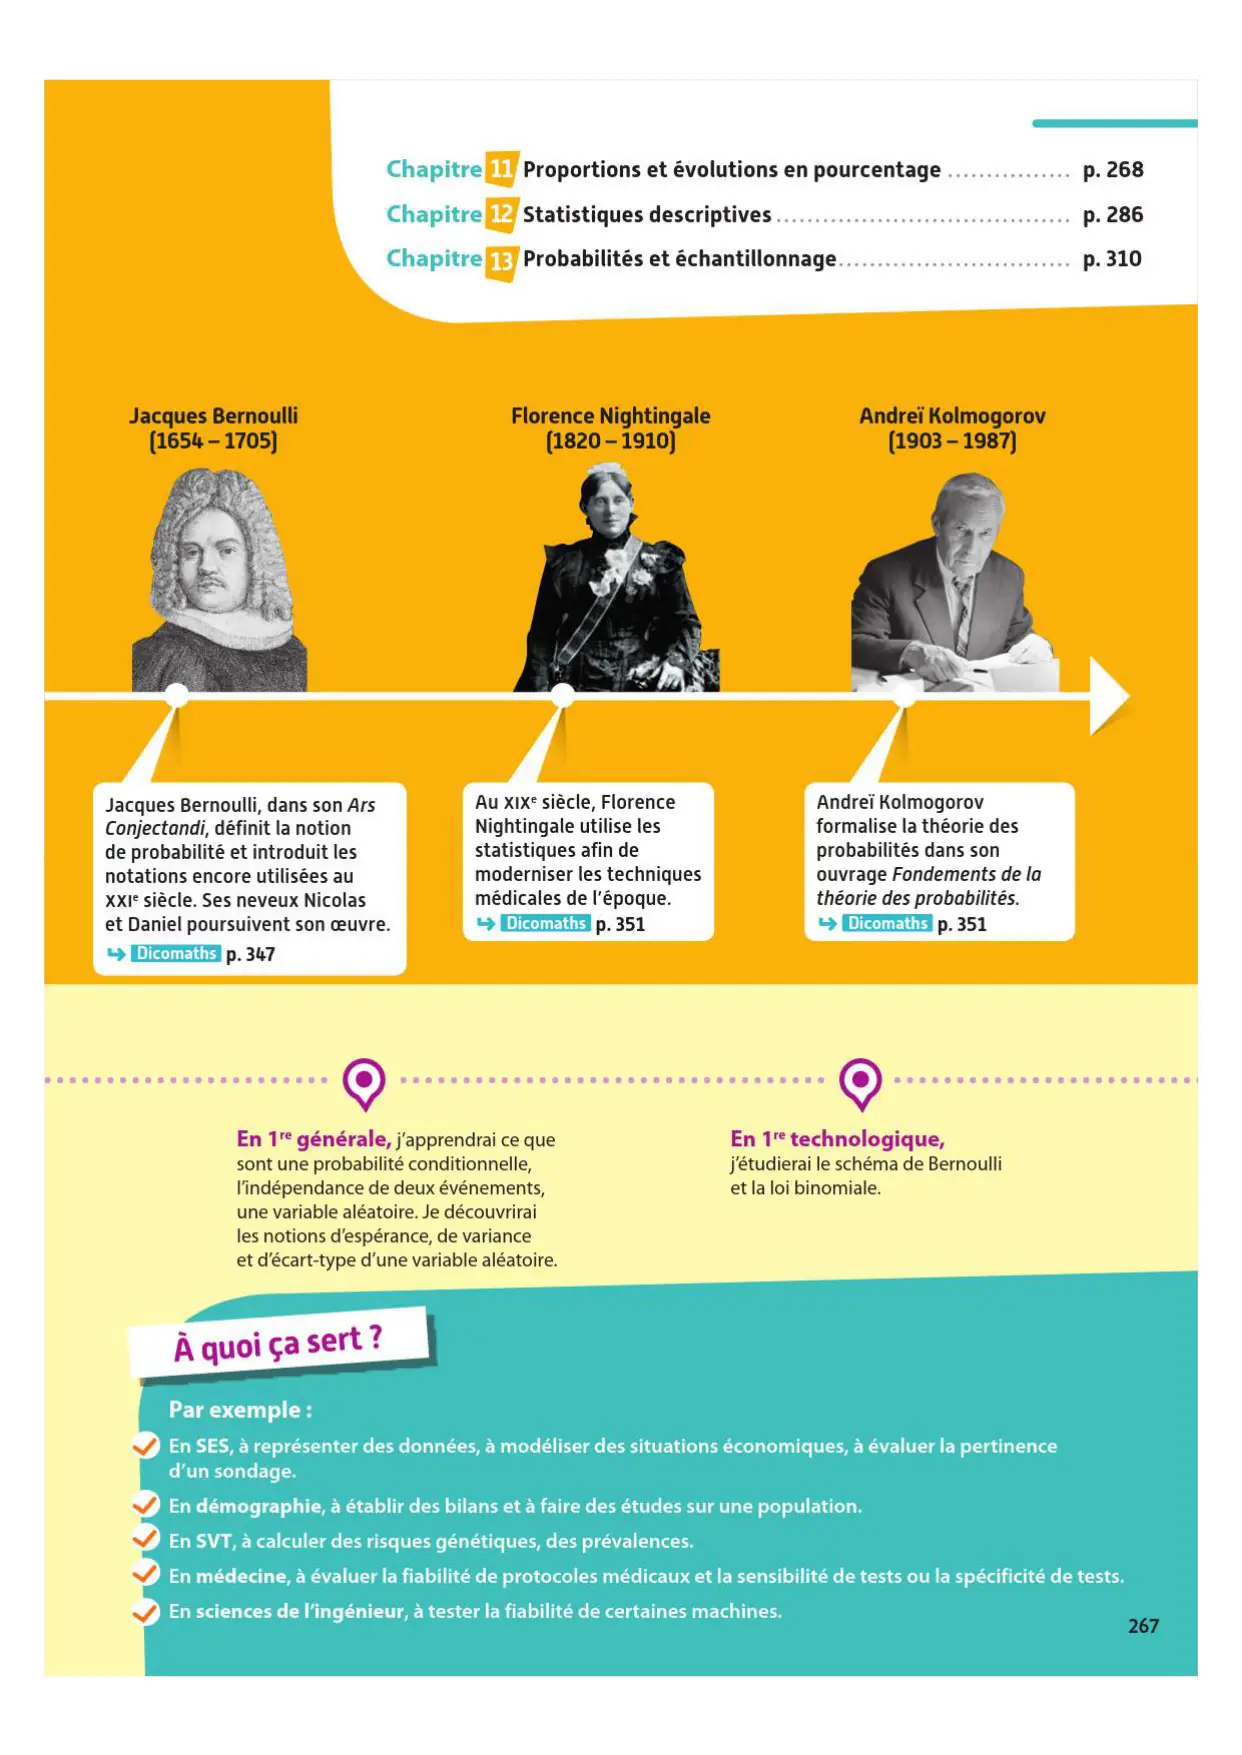 Chapitre 11 Proportions et évolutions en pourcentage ................ p. 268
Chapitre 12 Statistiques descriptives ...................................... p. 286
Chapitre 13 Probabilités et échantillonnage.............................. p. 310
Jacques Bernoulli
(1654 – 1705)
Florence Nightingale
(1820 – 1910)
Andreï Kolmogorov
(1903 – 1987)
Jacques Bernoulli, dans son Ars
Conjectandi, définit la notion
de probabilité et introduit les
notations encore utilisées au
XXIe siècle. Ses neveux Nicolas
et Daniel poursuivent son œuvre.
↪ Dicomaths p. 347
Au XIXe siècle, Florence
Nightingale utilise les
statistiques afin de
moderniser les techniques
médicales de l'époque.
↪ Dicomaths p. 351
Andreï Kolmogorov
formalise la théorie des
probabilités dans son
ouvrage Fondements de la
théorie des probabilités.
↪ Dicomaths p. 351
En 1re générale, j'apprendrai ce que
sont une probabilité conditionnelle,
l'indépendance de deux événements,
une variable aléatoire. Je découvrirai
les notions d'espérance, de variance
et d'écart-type d'une variable aléatoire.
En 1re technologique,
j'étudierai le schéma de Bernoulli
et la loi binomiale.
À quoi ça sert ?
Par exemple :
En SES, à représenter des données, à modéliser des situations économiques, à évaluer la pertinence
d'un sondage.
En démographie, à établir des bilans et à faire des études sur une population.
En SVT, à calculer des risques génétiques, des prévalences.
En médecine, à évaluer la fiabilité de protocoles médicaux et la sensibilité de tests ou la spécificité de tests.
En sciences de l'ingénieur, à tester la fiabilité de certaines machines.
267